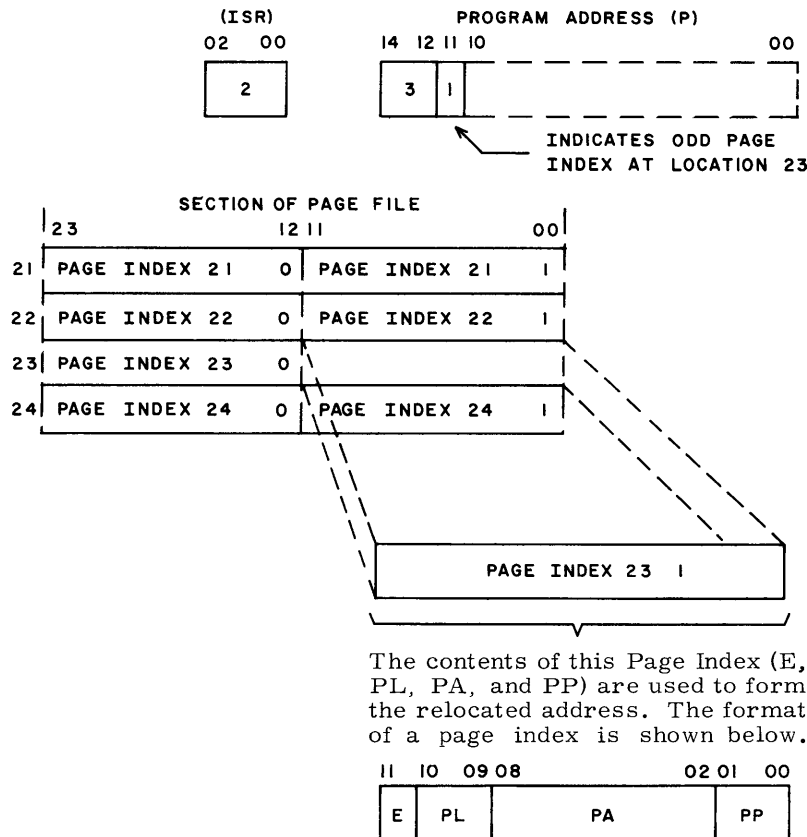 (ISR) PROGRAM ADDRESS (P)
02 00 14 12 11 10 00
2 3 1
INDICATES ODD PAGE
INDEX AT LOCATION 23
SECTION OF PAGE FILE
23 12 11 00
21 PAGE INDEX 21 0 PAGE INDEX 21 1
22 PAGE INDEX 22 0 PAGE INDEX 22 1
23 PAGE INDEX 23 0
24 PAGE INDEX 24 0 PAGE INDEX 24 1
PAGE INDEX 23 1
The contents of this Page Index (E,
PL, PA, and PP) are used to form
the relocated address. The format
of a page index is shown below.
11 10 09 08 02 01 00
E PL PA PP